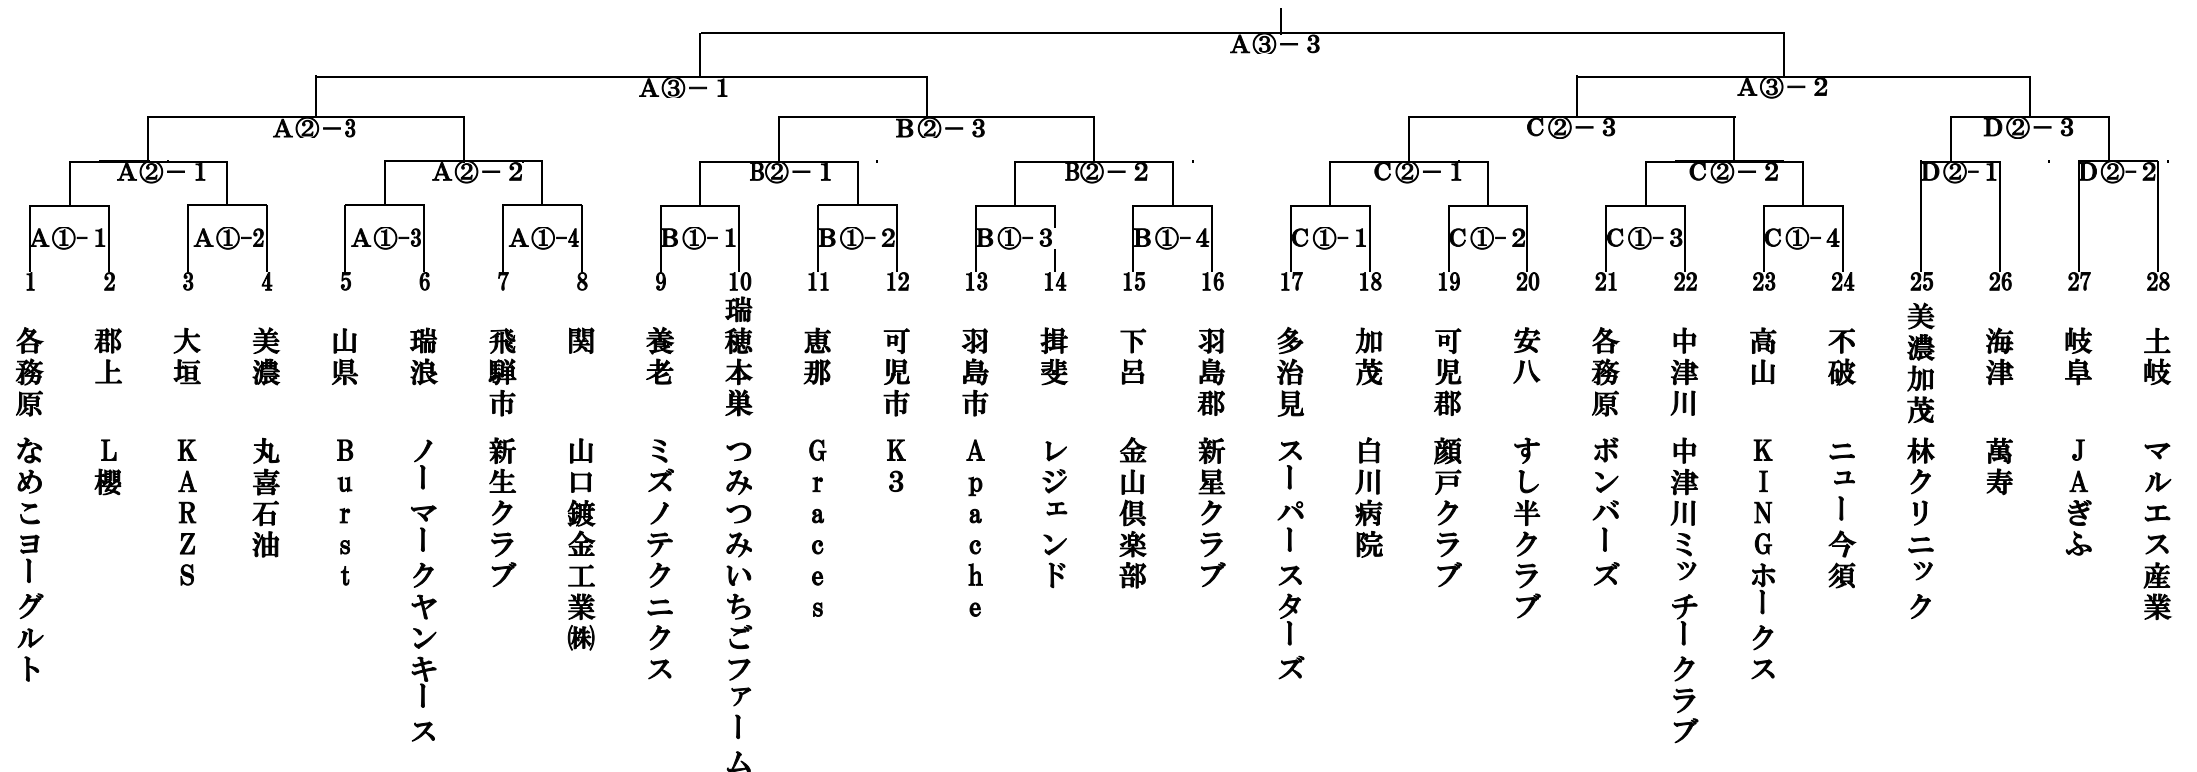 A③－3
A③－1
A③－2
A②－3
B②－3
C②－3
D②－3
A②－1
A②－2
B②－1
B②－2
C②－1
C②－2
D②-1
D②-2
A①-1
A①-2
A①-3
A①-4
B①-1
B①-2
B①-3
B①-4
C①-1
C①-2
C①-3
C①-4
1
2
3
4
5
6
7
8
9
10
11
12
13
14
15
16
17
18
19
20
21
22
23
24
25
26
27
28
各務原
郡上
大垣
美濃
山県
瑞浪
飛騨市
関
養老
瑞穂本巣
恵那
可児市
羽島市
揖斐
下呂
羽島郡
多治見
加茂
可児郡
安八
各務原
中津川
高山
不破
美濃加茂
海津
岐阜
土岐
なめこヨーグルト
L櫻
KARZS
丸喜石油
Burst
ノーマークヤンキース
新生クラブ
山口鍍金工業㈱
ミズノテクニクス
つみつみいちごファーム
Graces
K3
Apache
レジェンド
金山倶楽部
新星クラブ
スーパースターズ
白川病院
顔戸クラブ
すし半クラブ
ボンバーズ
中津川ミッチークラブ
KINGホークス
ニュー今須
林クリニック
萬寿
JAぎふ
マルエス産業